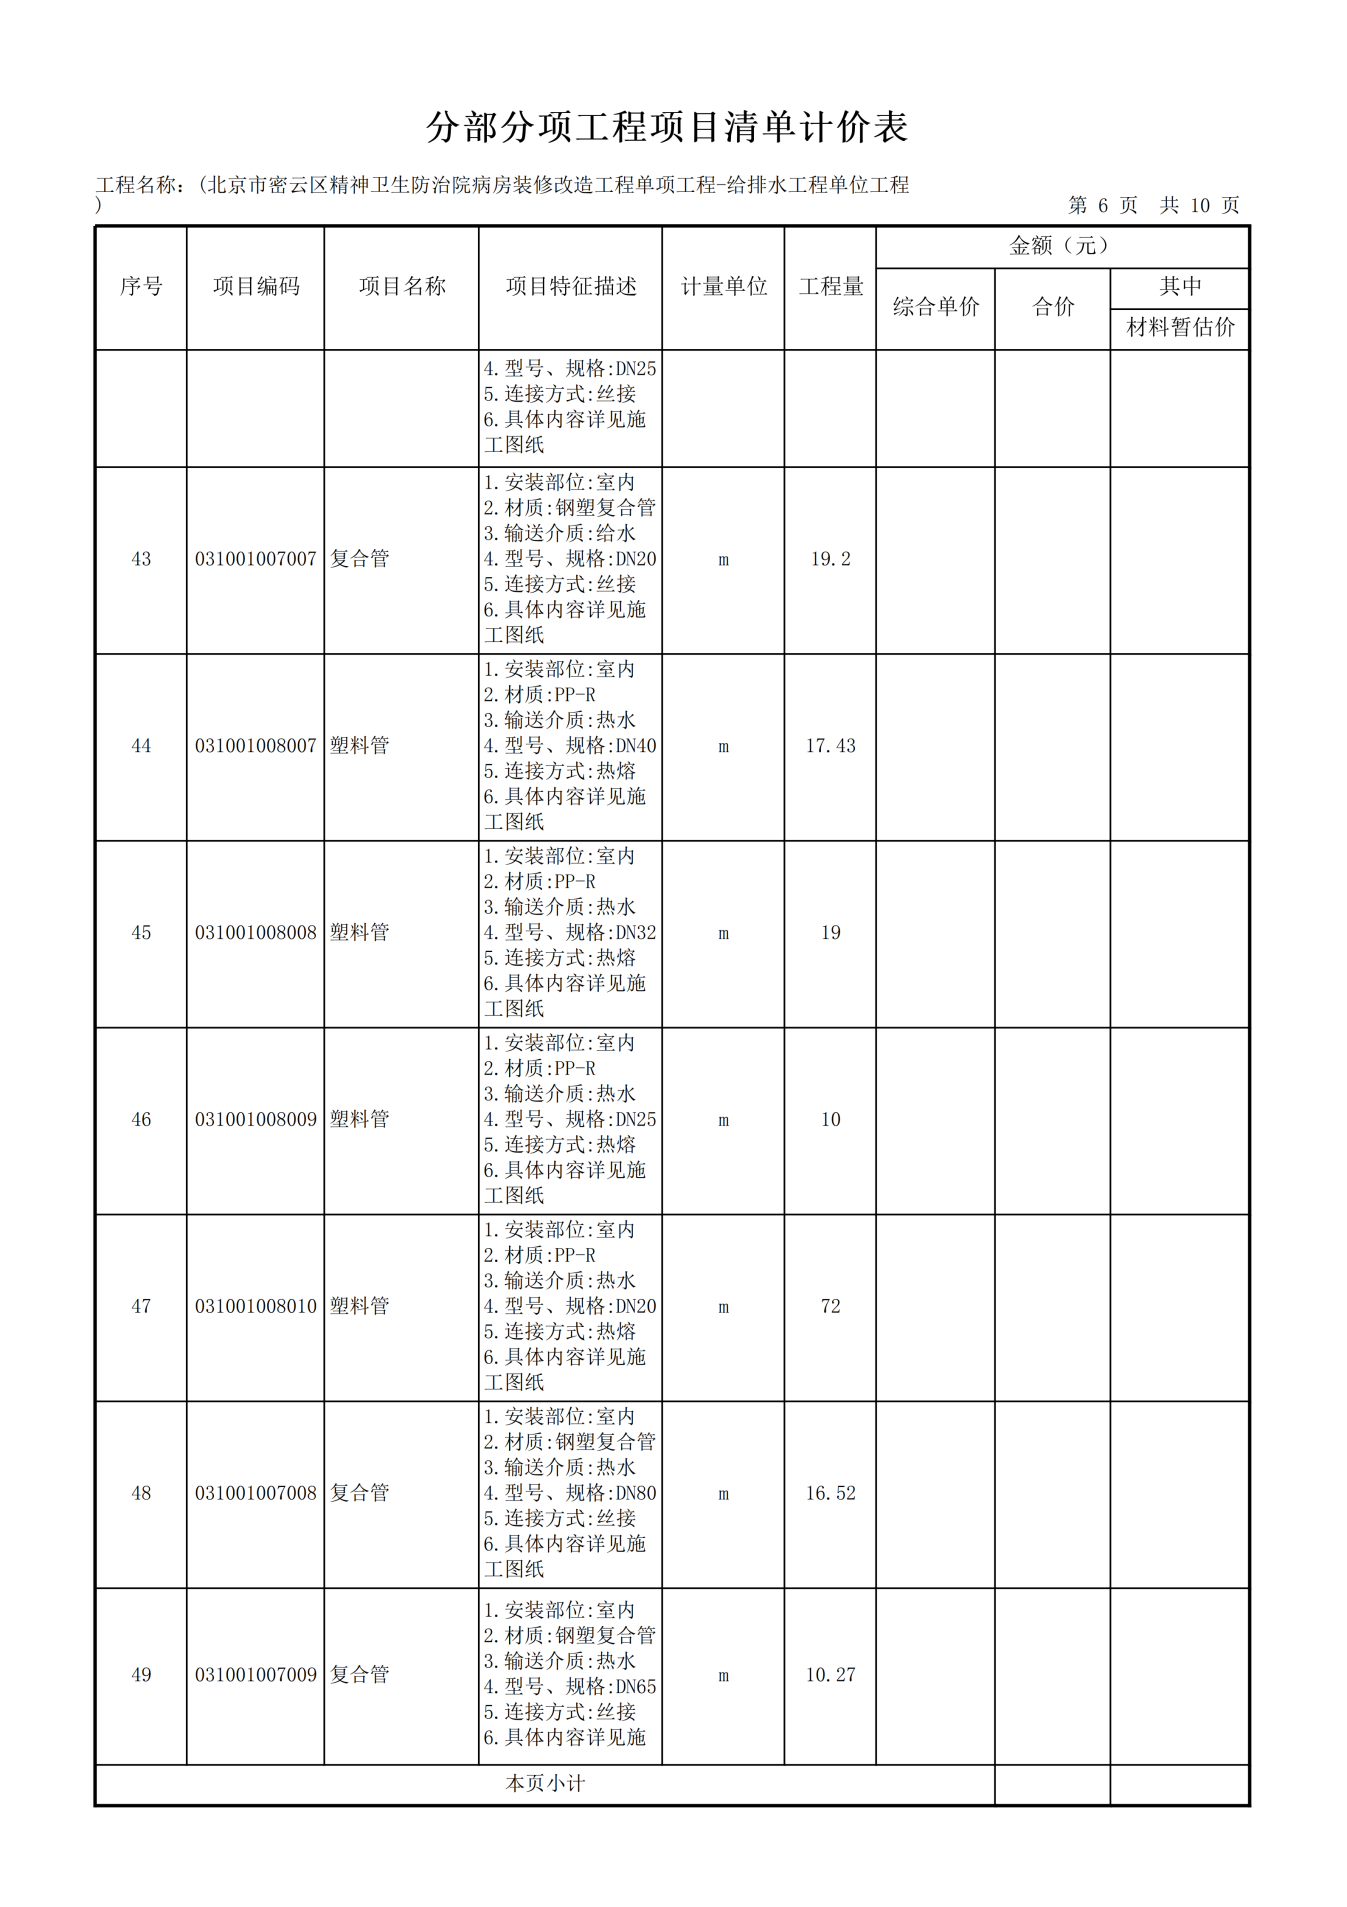 分部分项工程项目清单计价表
工程名称：(北京市密云区精神卫生防治院病房装修改造工程单项工程-给排水工程单位工程
)
第 6 页 共 10 页
序号 项目编码 项目名称 项目特征描述 计量单位 工程量 金额（元）
综合单价 合价 其中
材料暂估价
4.型号、规格:DN25
5.连接方式:丝接
6.具体内容详见施
工图纸
43 031001007007 复合管
1.安装部位:室内
2.材质:钢塑复合管
3.输送介质:给水
4.型号、规格:DN20
5.连接方式:丝接
6.具体内容详见施
工图纸
m 19.2
44 031001008007 塑料管
1.安装部位:室内
2.材质:PP-R
3.输送介质:热水
4.型号、规格:DN40
5.连接方式:热熔
6.具体内容详见施
工图纸
m 17.43
45 031001008008 塑料管
1.安装部位:室内
2.材质:PP-R
3.输送介质:热水
4.型号、规格:DN32
5.连接方式:热熔
6.具体内容详见施
工图纸
m 19
46 031001008009 塑料管
1.安装部位:室内
2.材质:PP-R
3.输送介质:热水
4.型号、规格:DN25
5.连接方式:热熔
6.具体内容详见施
工图纸
m 10
47 031001008010 塑料管
1.安装部位:室内
2.材质:PP-R
3.输送介质:热水
4.型号、规格:DN20
5.连接方式:热熔
6.具体内容详见施
工图纸
m 72
48 031001007008 复合管
1.安装部位:室内
2.材质:钢塑复合管
3.输送介质:热水
4.型号、规格:DN80
5.连接方式:丝接
6.具体内容详见施
工图纸
m 16.52
49 031001007009 复合管
1.安装部位:室内
2.材质:钢塑复合管
3.输送介质:热水
4.型号、规格:DN65
5.连接方式:丝接
6.具体内容详见施
m 10.27
本页小计